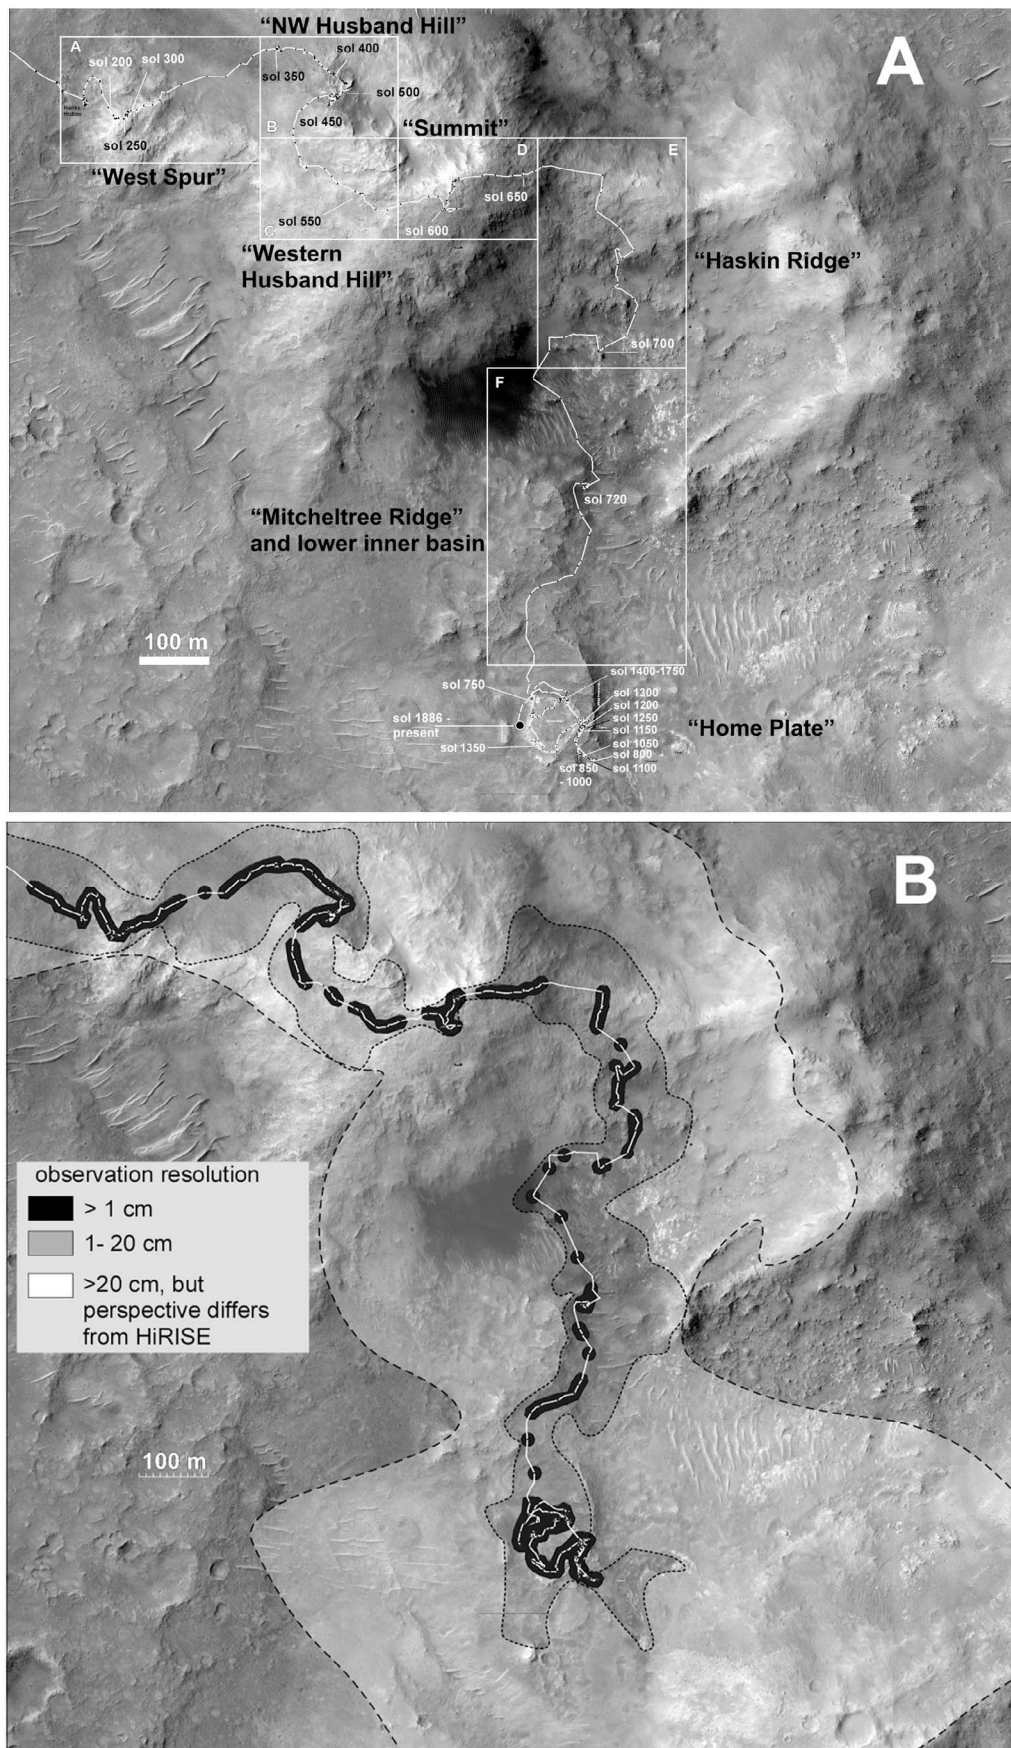 “NW Husband Hill”
A
A
sol 200
sol 300
sol 400
sol 350
sol 500
Hanks
Hollow
sol 450
B
sol 250
“Summit”
D
E
“West Spur”
sol 650
sol 550
sol 600
C
“Western
Husband Hill”
“Haskin Ridge”
sol 700
F
sol 720
“Mitcheltree Ridge”
and lower inner basin
100 m
sol 750
sol 1400-1750
sol 1300
sol 1200
sol 1250
sol 1150
sol 1050
sol 800
sol 1100
sol 1886 -
present
sol 1350
sol 850
- 1000
“Home Plate”
B
observation resolution
> 1 cm
1- 20 cm
>20 cm, but
perspective differs
from HiRISE
100 m